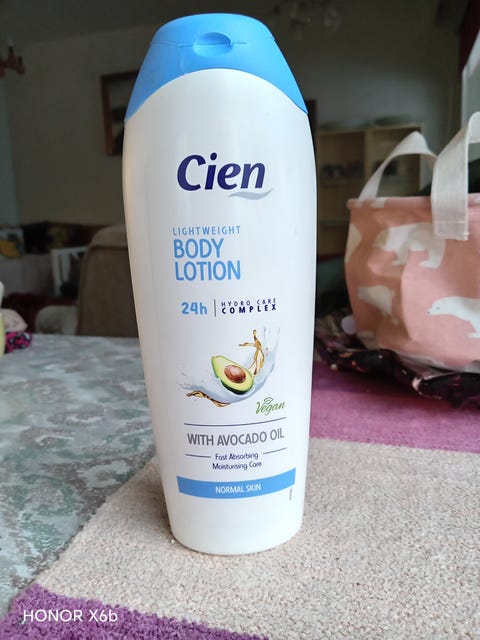 Cien
LIGHTWEIGHT
BODY
LOTION
24h HYDRO CARE
COMPLEX
Vegan
WITH AVOCADO OIL
Fast Absorbing
Moisturising Care
NORMAL SKIN
HONOR X6b